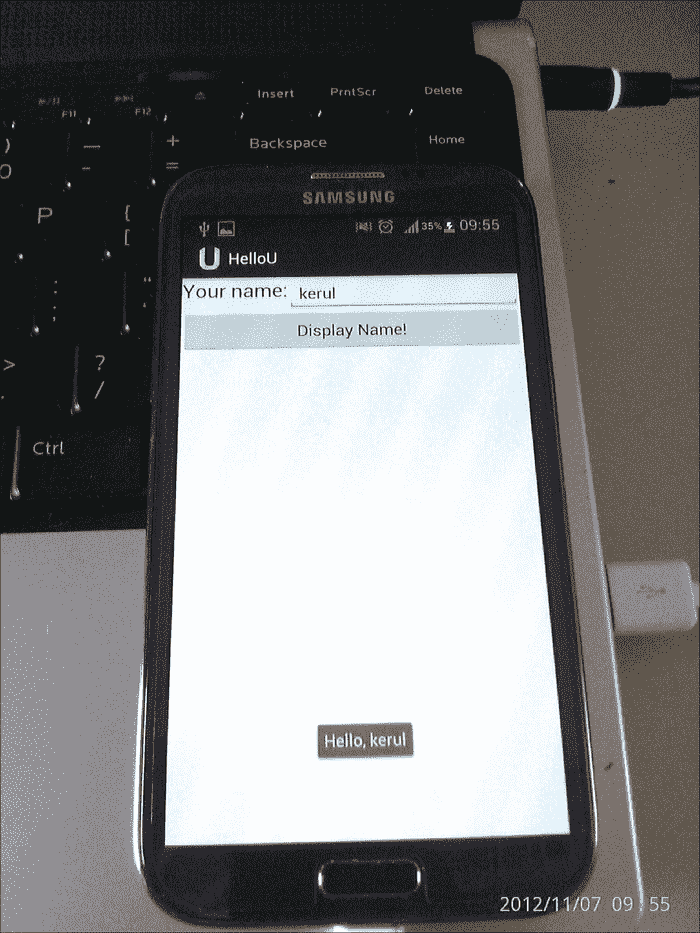 Insert PrntScr Delete
F11 F12
) — + Backspace Home
0 - =
P { [
: ;
" '
> ? .
/
Ctrl
SAMSUNG
35% 09:55
U HelloU
Your name: kerul
Display Name!
Hello, kerul
2012/11/07 09:55